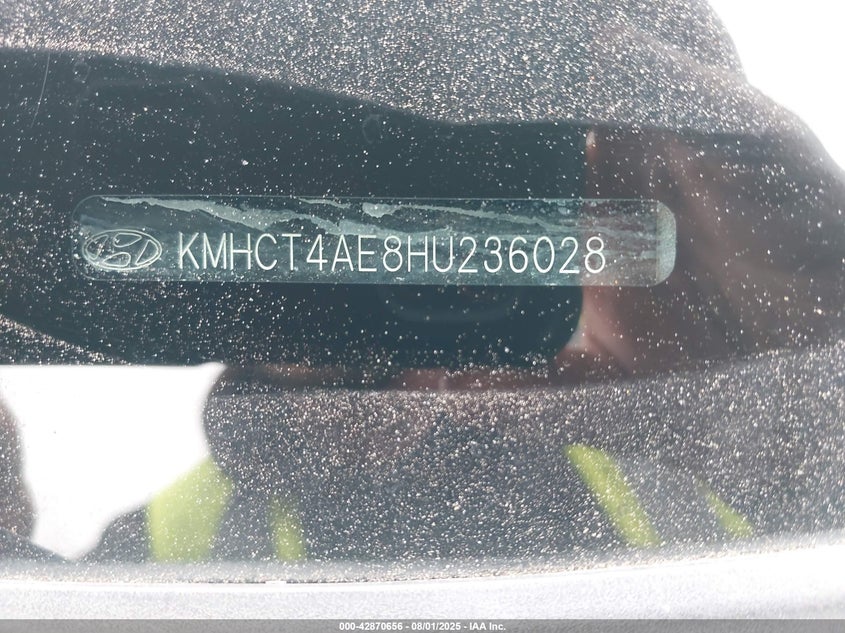 KMHCT4AE8HU236028
000-42870656 - 08/01/2025 - IAA Inc.